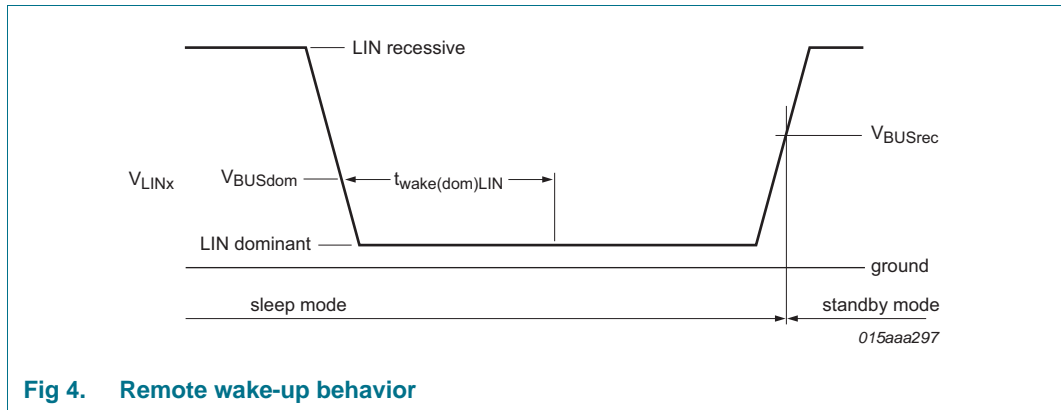 LIN recessive
V_BUSrec
V_LINx
V_BUSdom
t_wake(dom)LIN
LIN dominant
ground
sleep mode
standby mode
015aaa297
Fig 4. Remote wake-up behavior